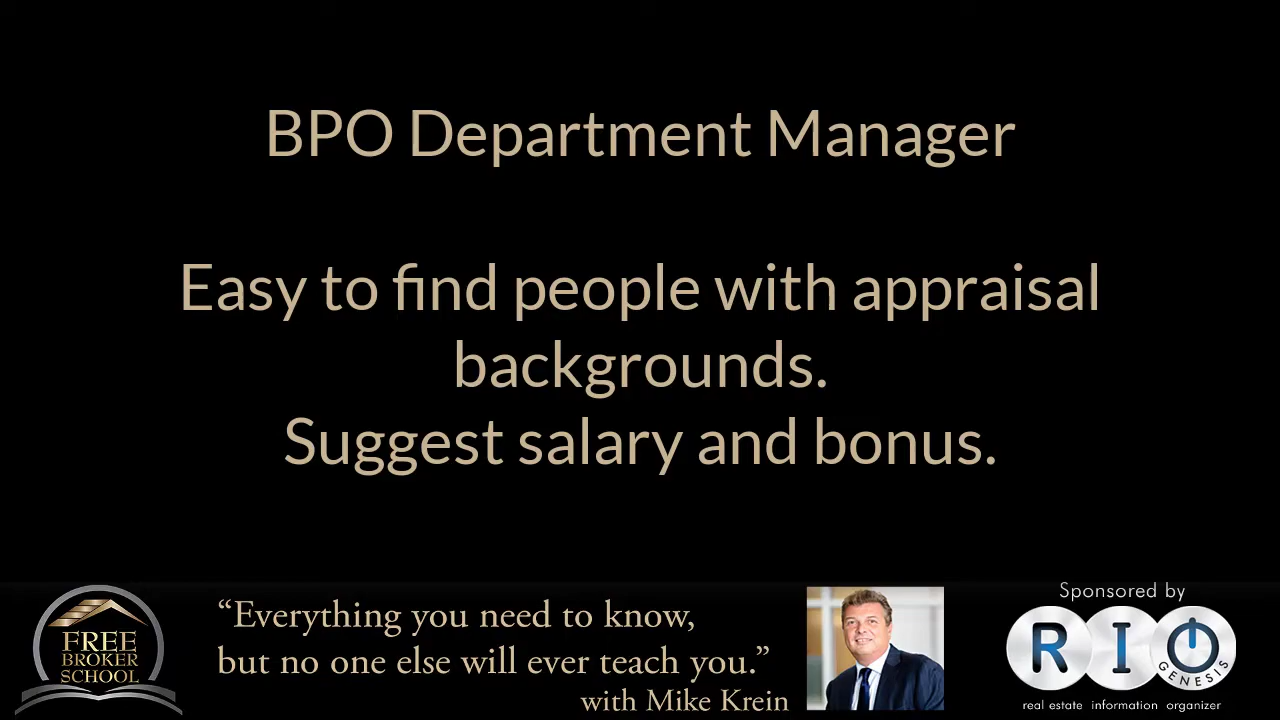 BPO Department Manager
Easy to find people with appraisal
backgrounds.
Suggest salary and bonus.
FREE
BROKER
SCHOOL
“Everything you need to know,
but no one else will ever teach you.”
with Mike Krein
Sponsored by
RIO
GENESIS
real estate information organizer